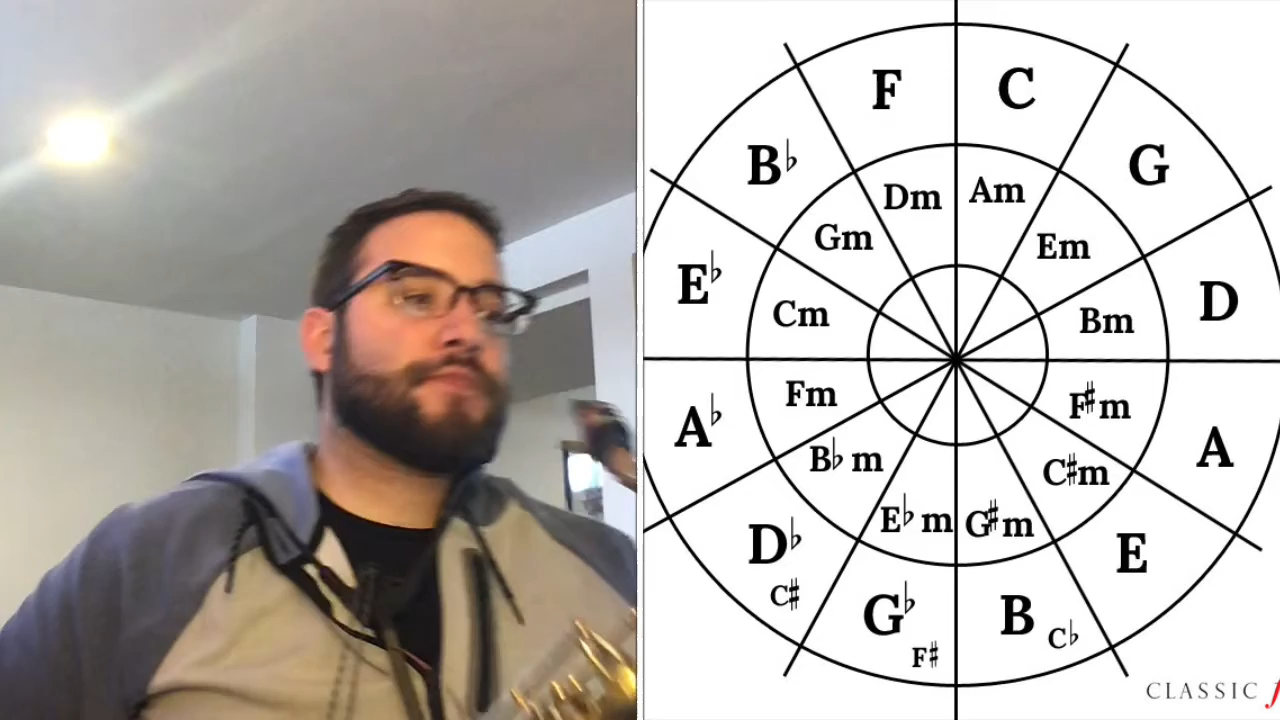 F
C
B♭
G
Dm
Am
Gm
Em
E♭
D
Cm
Bm
Fm
F♯m
A♭
A
B♭ m
C♯m
E♭ m
G♯m
D♭
E
C♯
G♭
B
C♭
F♯
CLASSIC f